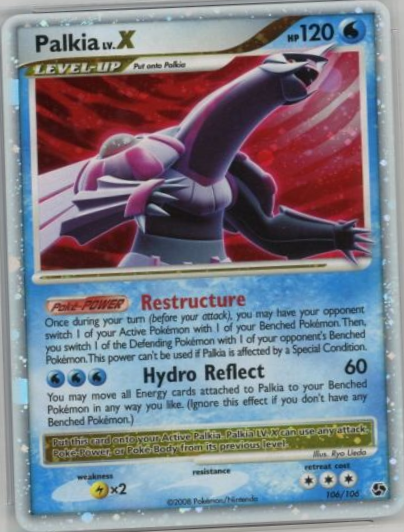 Palkia LV.X HP 120
LEVEL-UP Put onto Palkia
Poké-POWER Restructure
Once during your turn (before your attack), you may have your opponent
switch 1 of your Active Pokémon with 1 of your Benched Pokémon. Then,
you switch 1 of the Defending Pokémon with 1 of your opponent's Benched
Pokémon. This power can't be used if Palkia is affected by a Special Condition.
Hydro Reflect 60
You may move all Energy cards attached to Palkia to your Benched
Pokémon in any way you like. (Ignore this effect if you don't have any
Benched Pokémon.)
Put this card onto your Active Palkia. Palkia LV.X can use any attack,
Poké-Power, or Poké-Body from its previous level.
Illus. Ryo Ueda
weakness resistance retreat cost
×2
106/106
©2008 Pokémon/Nintendo